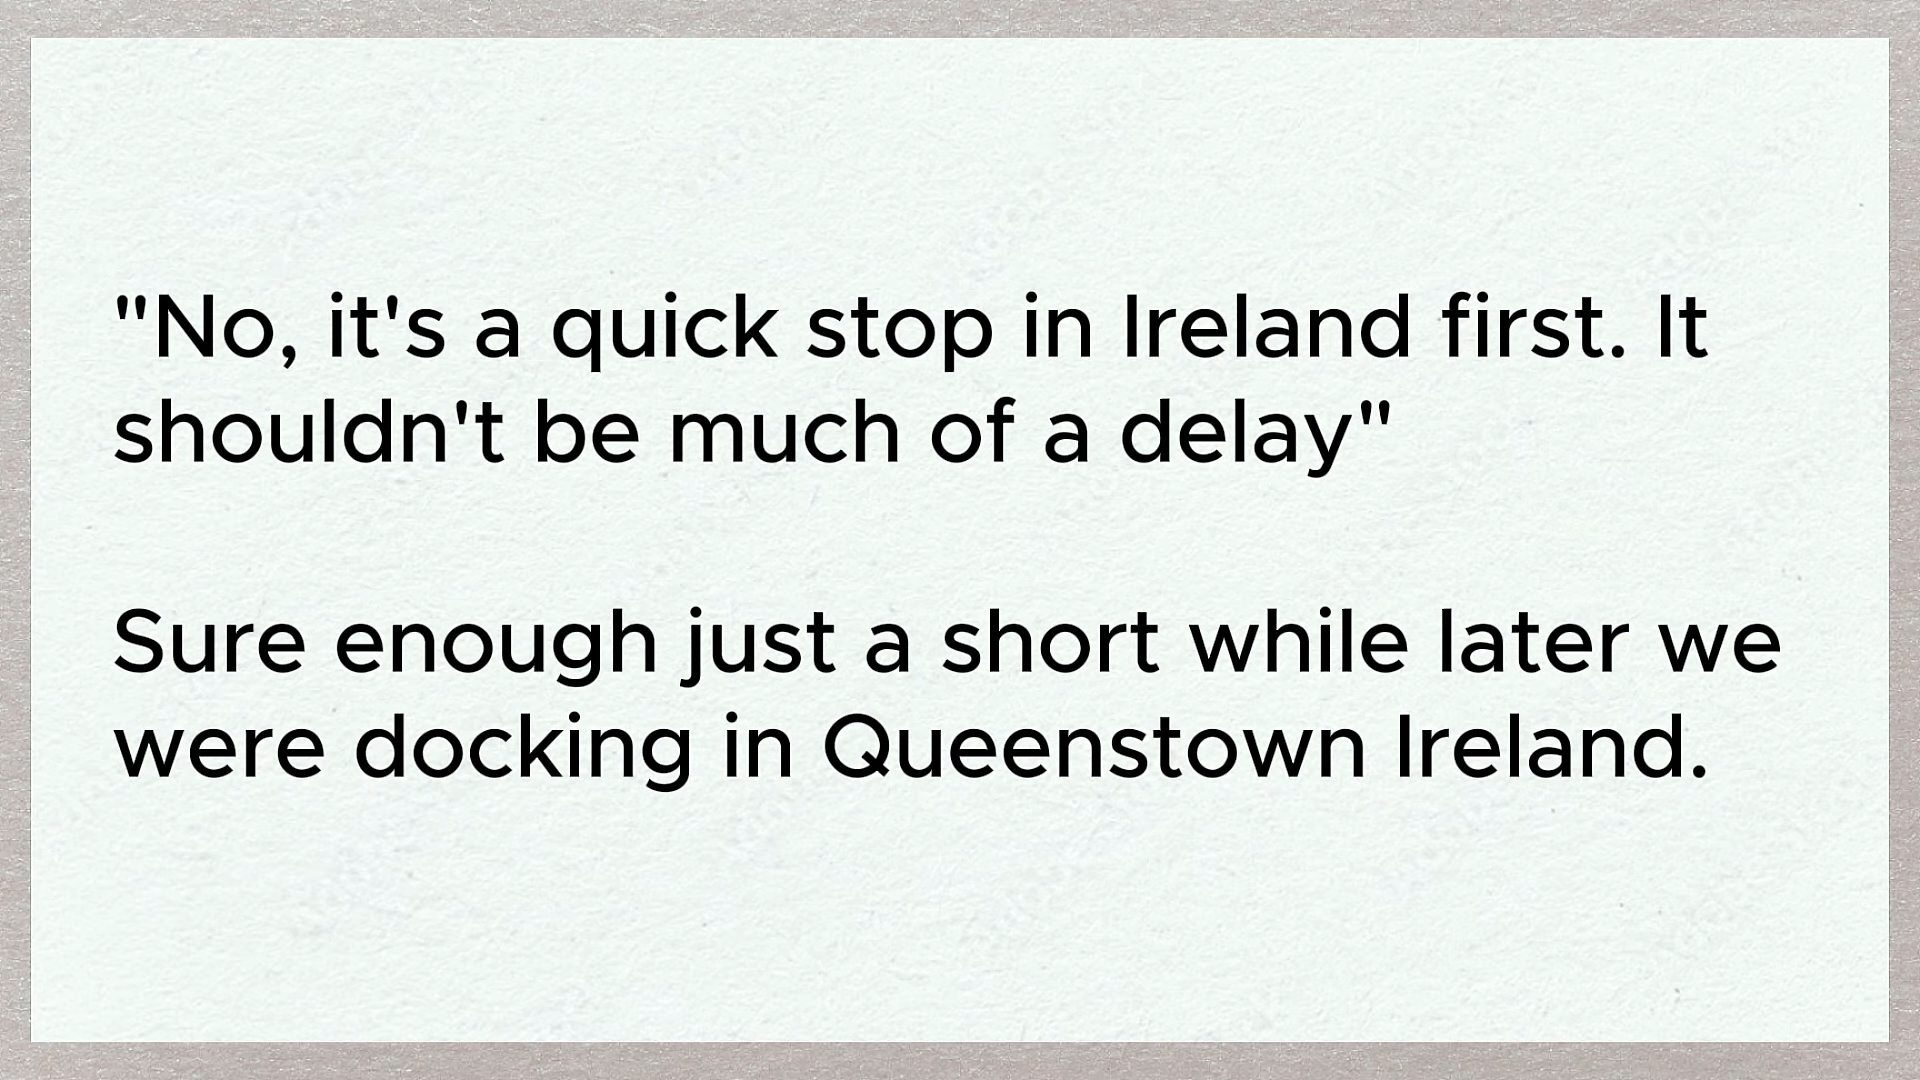 "No, it's a quick stop in Ireland first. It
shouldn't be much of a delay"
Sure enough just a short while later we
were docking in Queenstown Ireland.